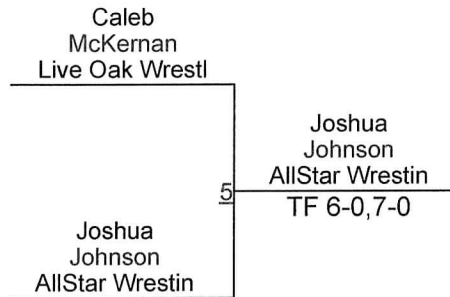 Caleb
McKernan
Live Oak Wrestl
Joshua
Johnson
AllStar Wrestin
5
TF 6-0,7-0
Joshua
Johnson
AllStar Wrestin